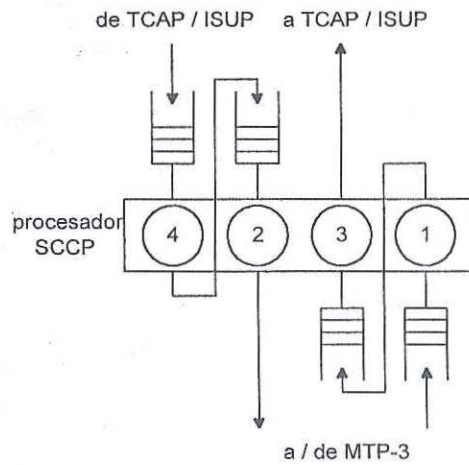 de TCAP / ISUP
a TCAP / ISUP
procesador
SCCP
4
2
3
1
a / de MTP-3